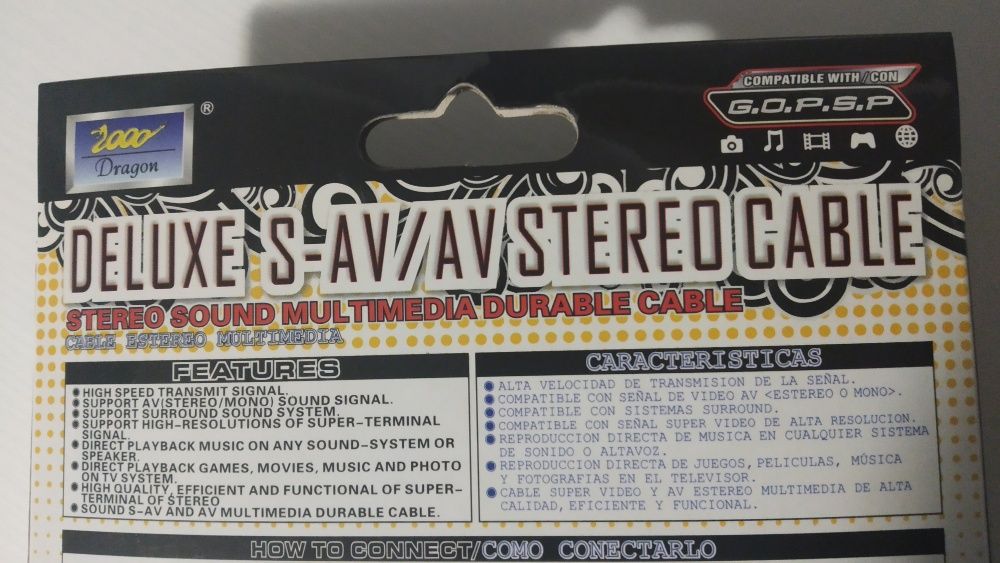 2000
Dragon
®
COMPATIBLE WITH/CON
G.O.P.S.P
DELUXE S-AV/AV STEREO CABLE
STEREO SOUND MULTIMEDIA DURABLE CABLE
CABLE ESTEREO MULTIMEDIA
FEATURES
HIGH SPEED TRANSMIT SIGNAL.
SUPPORT AV(STEREO/MONO) SOUND SIGNAL.
SUPPORT SURROUND SOUND SYSTEM.
SUPPORT HIGH-RESOLUTIONS OF SUPER-TERMINAL
SIGNAL.
DIRECT PLAYBACK MUSIC ON ANY SOUND-SYSTEM OR
SPEAKER.
DIRECT PLAYBACK GAMES, MOVIES, MUSIC AND PHOTO
ON TV SYSTEM.
HIGH QUALITY, EFFICIENT AND FUNCTIONAL OF SUPER-
TERMINAL OF STEREO
SOUND S-AV AND AV MULTIMEDIA DURABLE CABLE.
CARACTERISTICAS
ALTA VELOCIDAD DE TRANSMISION DE LA SEÑAL.
COMPATIBLE CON SEÑAL DE VIDEO AV <ESTEREO O MONO>.
COMPATIBLE CON SISTEMAS SURROUND.
COMPATIBLE CON SEÑAL SUPER VIDEO DE ALTA RESOLUCION.
REPRODUCCION DIRECTA DE MUSICA EN CUALQUIER SISTEMA
DE SONIDO O ALTAVOZ.
REPRODUCCION DIRECTA DE JUEGOS, PELICULAS, MÚSICA
Y FOTOGRAFIAS EN EL TELEVISOR.
CABLE SUPER VIDEO Y AV ESTEREO MULTIMEDIA DE ALTA
CALIDAD, EFICIENTE Y FUNCIONAL.
HOW TO CONNECT/COMO CONECTARLO